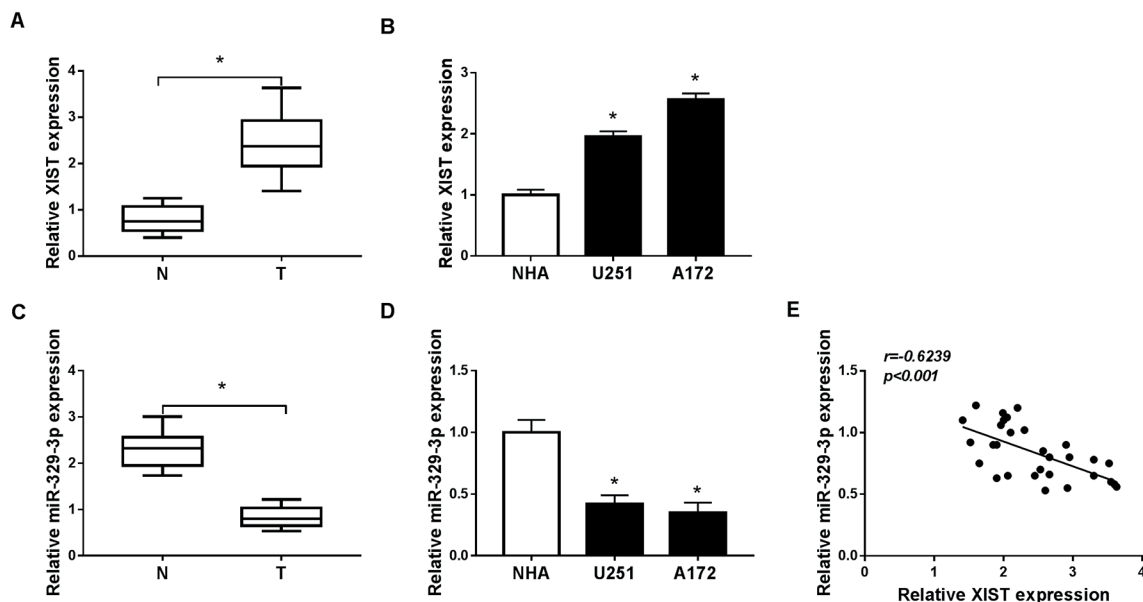 A
Relative XIST expression
4
3
2
1
0
*
N
T
B
Relative XIST expression
3
2
1
0
*
*
NHA
U251
A172
C
Relative miR-329-3p expression
4
3
2
1
0
*
N
T
D
Relative miR-329-3p expression
1.5
1.0
0.5
0.0
*
*
NHA
U251
A172
E
Relative miR-329-3p expression
1.5
1.0
0.5
0.0
r=-0.6239
p<0.001
0
1
2
3
4
Relative XIST expression